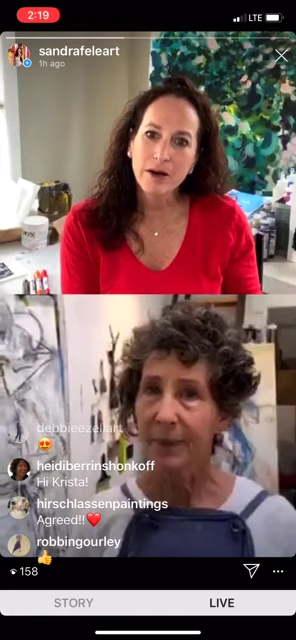 2:19
LTE
sandrafeleart
1h ago
debbieezellart
😍
heidiberrinshonkoff
Hi Krista!
hirschlassenpaintings
Agreed!!❤️
robbingourley
👍
158
STORY
LIVE